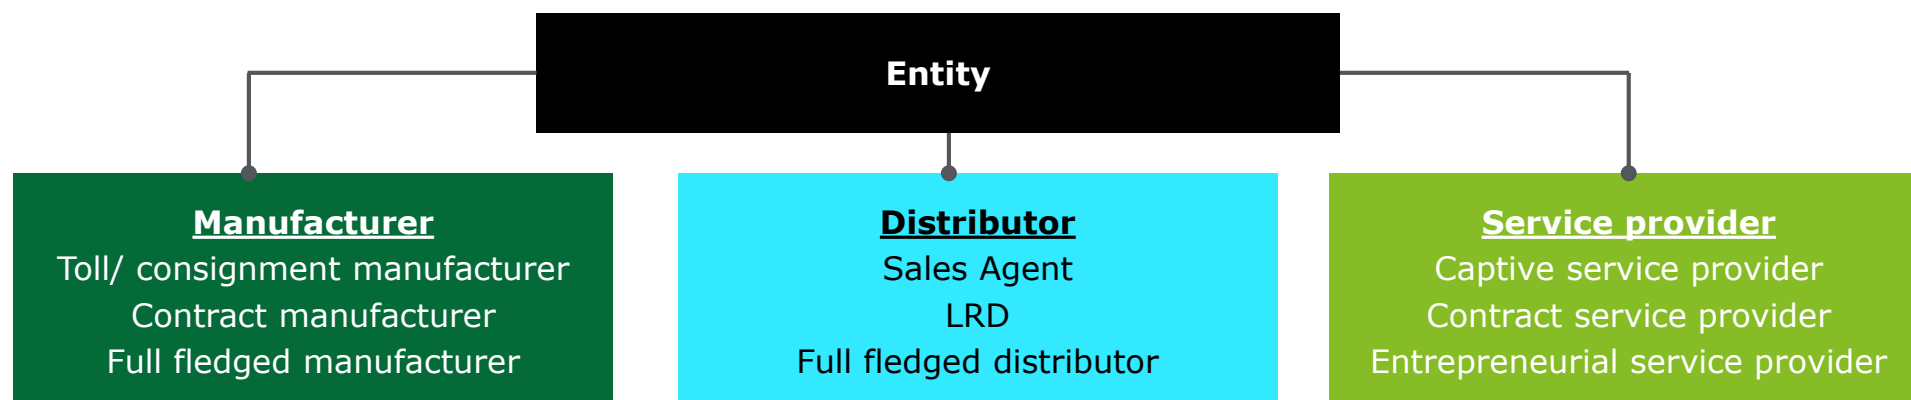 Entity
Manufacturer
Toll/ consignment manufacturer
Contract manufacturer
Full fledged manufacturer
Distributor
Sales Agent
LRD
Full fledged distributor
Service provider
Captive service provider
Contract service provider
Entrepreneurial service provider